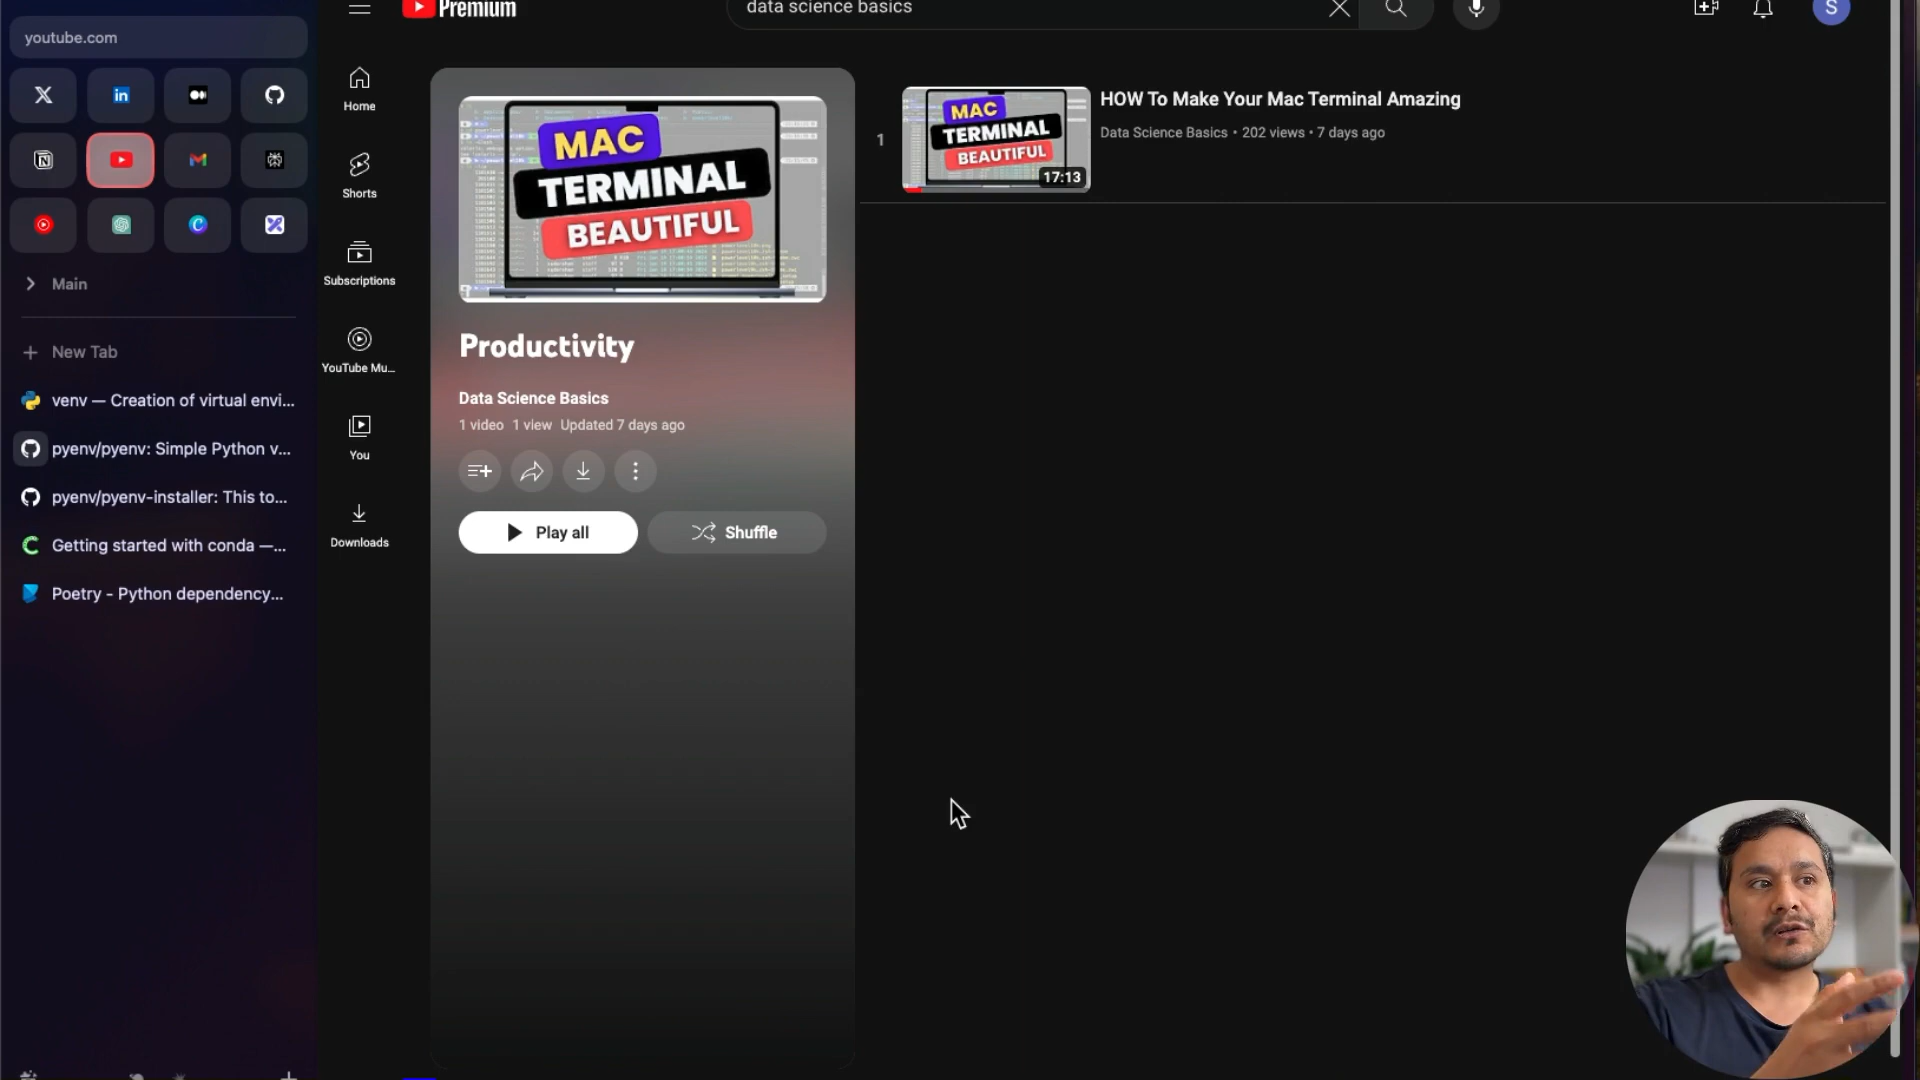 youtube.com
Main
New Tab
venv — Creation of virtual envi...
pyenv/pyenv: Simple Python v...
pyenv/pyenv-installer: This to...
Getting started with conda —...
Poetry - Python dependency...
Premium
data science basics
S
Home
Shorts
Subscriptions
YouTube Mu...
You
Downloads
MAC
TERMINAL
BEAUTIFUL
Productivity
Data Science Basics
1 video 1 view Updated 7 days ago
Play all
Shuffle
1
MAC
TERMINAL
BEAUTIFUL
17:13
HOW To Make Your Mac Terminal Amazing
Data Science Basics • 202 views • 7 days ago